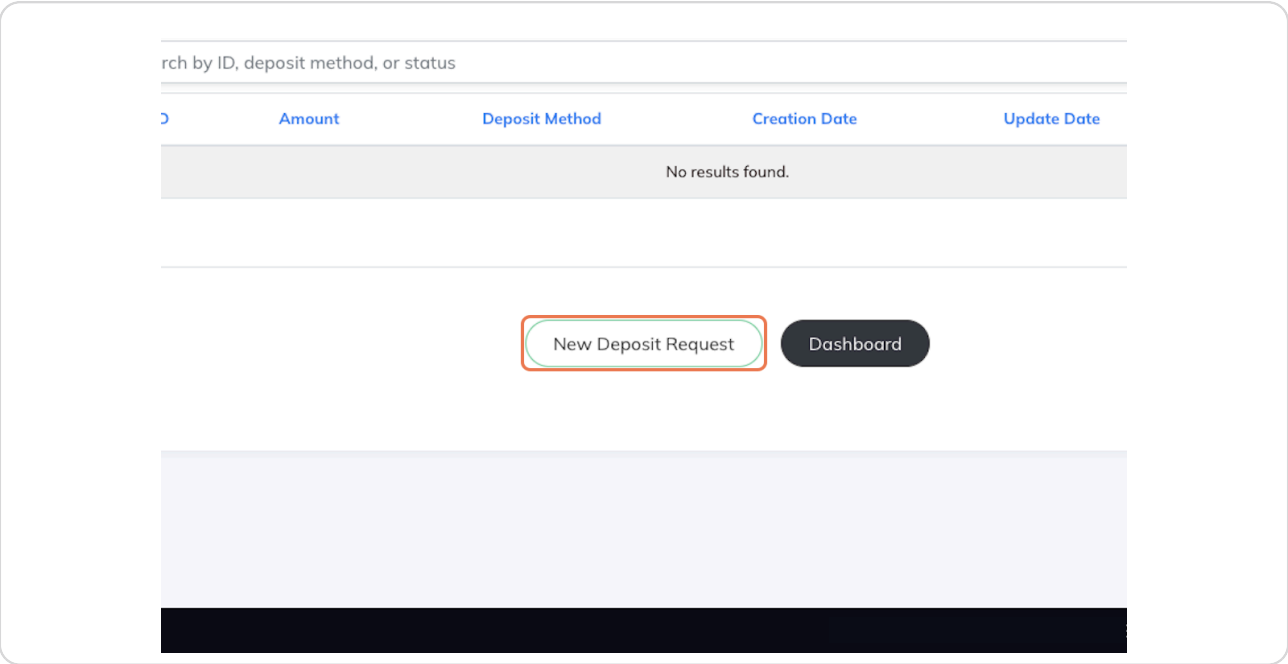 rch by ID, deposit method, or status
D Amount Deposit Method Creation Date Update Date
No results found.
New Deposit Request Dashboard